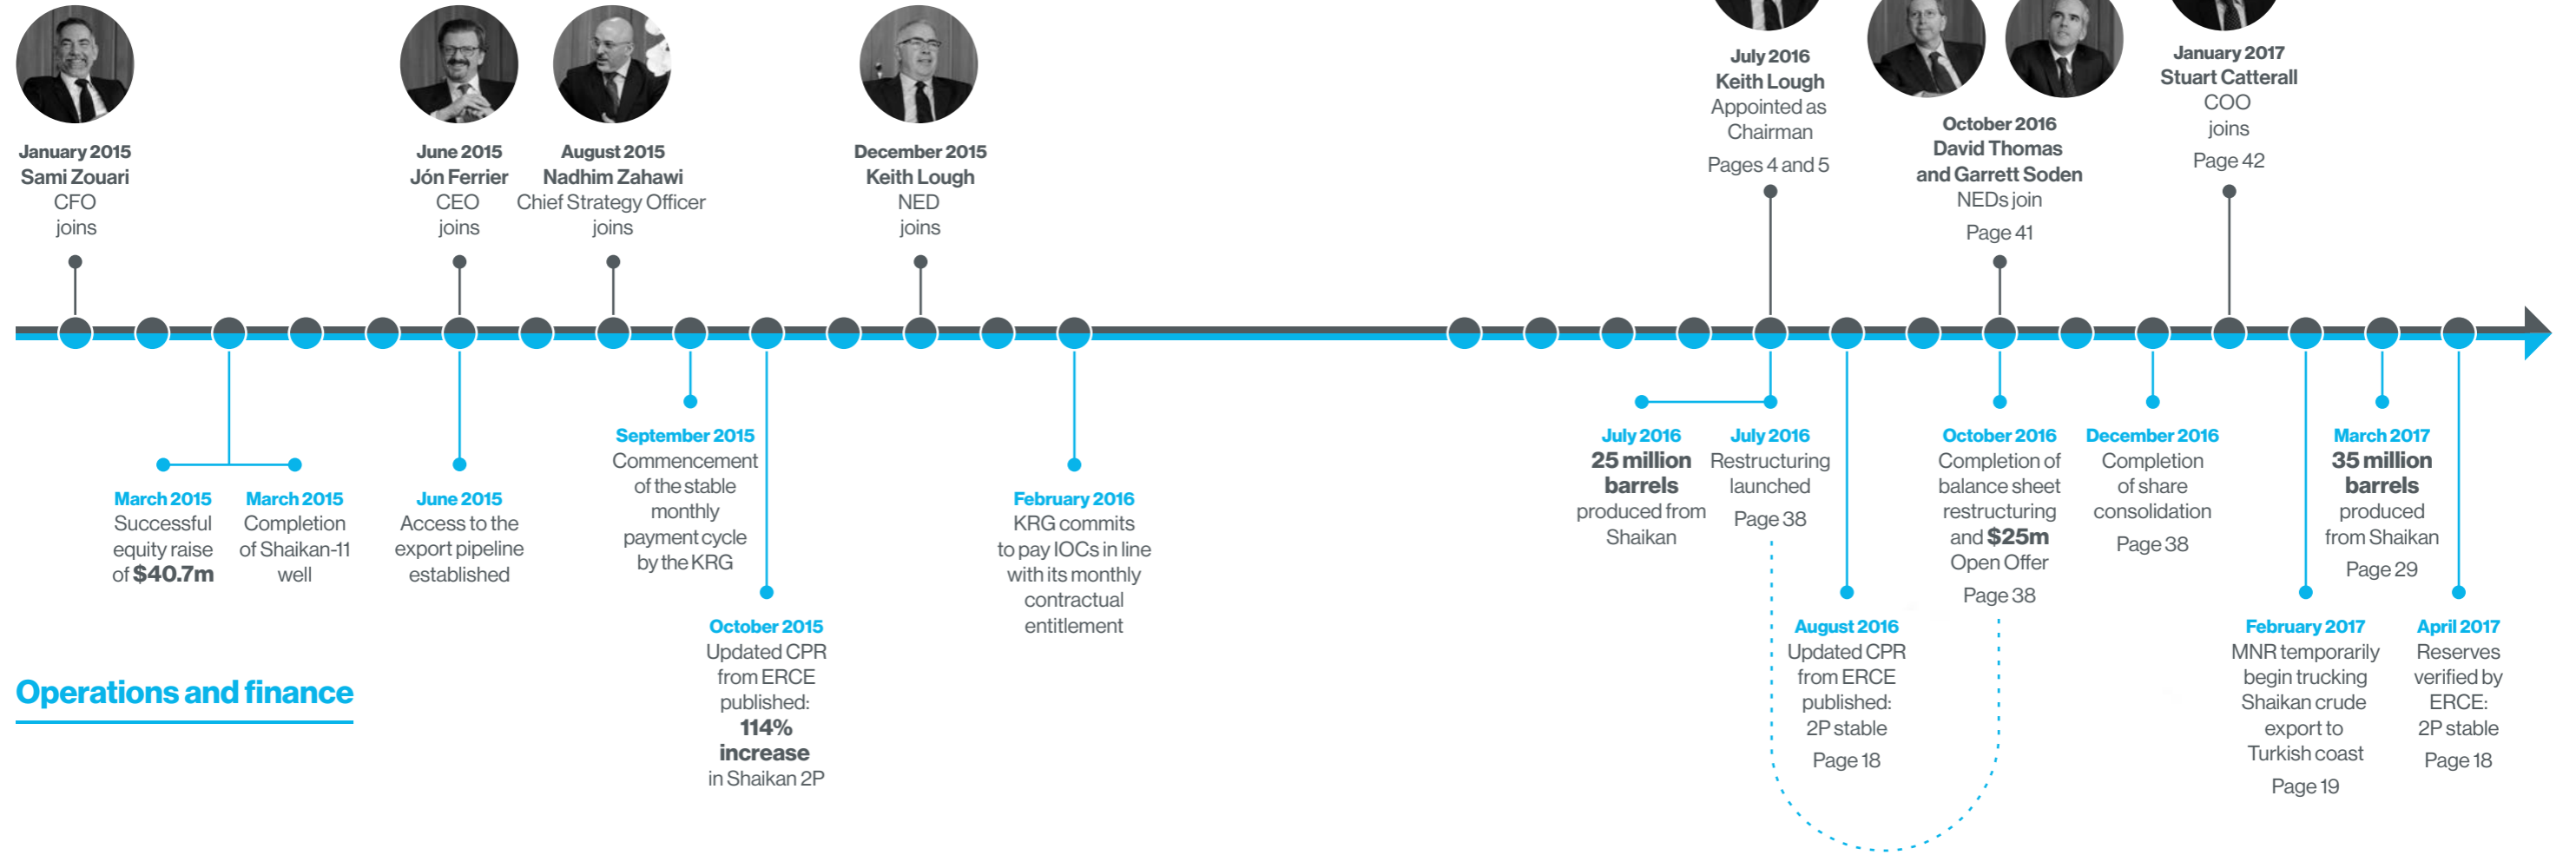 January 2015
Sami Zouari
CFO
joins
June 2015
Jón Ferrier
CEO
joins
August 2015
Nadhim Zahawi
Chief Strategy Officer
joins
December 2015
Keith Lough
NED
joins
July 2016
Keith Lough
Appointed as
Chairman
Pages 4 and 5
October 2016
David Thomas
and Garrett Soden
NEDs join
Page 41
January 2017
Stuart Catterall
COO
joins
Page 42
March 2015
Successful
equity raise
of $40.7m
March 2015
Completion
of Shaikan-11
well
June 2015
Access to the
export pipeline
established
September 2015
Commencement
of the stable
monthly
payment cycle
by the KRG
October 2015
Updated CPR
from ERCE
published:
114%
increase
in Shaikan 2P
February 2016
KRG commits
to pay IOCs in line
with its monthly
contractual
entitlement
July 2016
25 million
barrels
produced from
Shaikan
July 2016
Restructuring
launched
Page 38
August 2016
Updated CPR
from ERCE
published:
2P stable
Page 18
October 2016
Completion of
balance sheet
restructuring
and $25m
Open Offer
Page 38
December 2016
Completion
of share
consolidation
Page 38
February 2017
MNR temporarily
begin trucking
Shaikan crude
export to
Turkish coast
Page 19
March 2017
35 million
barrels
produced
from Shaikan
Page 29
April 2017
Reserves
verified by
ERCE:
2P stable
Page 18
Operations and finance